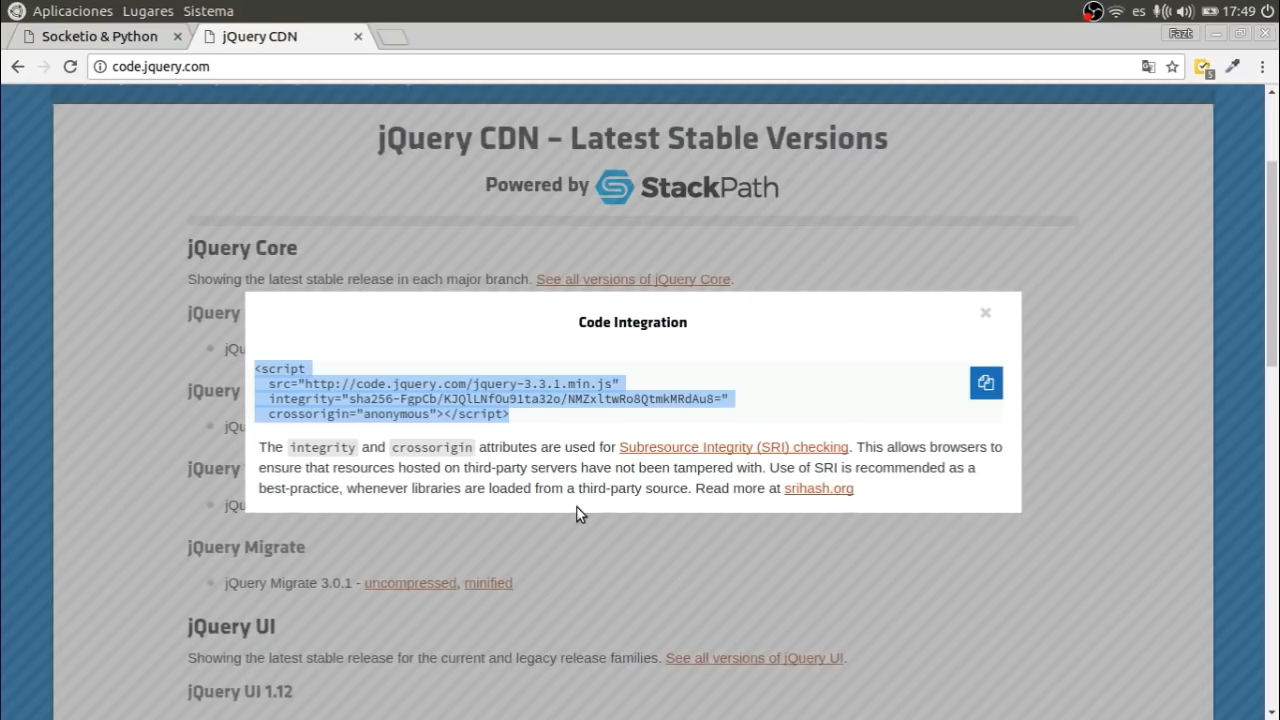 Aplicaciones Lugares Sistema
es
17:49
Socketio & Python
jQuery CDN
Fazt
code.jquery.com
5
jQuery CDN – Latest Stable Versions
Powered by StackPath
jQuery Core
Showing the latest stable release in each major branch. See all versions of jQuery Core.
jQuery
jQu
jQuery
jQu
jQuery
jQu
Code Integration
<script
src="http://code.jquery.com/jquery-3.3.1.min.js"
integrity="sha256-FgpCb/KJQlLNfOu91ta32o/NMZxltwRo8QtmkMRdAu8="
crossorigin="anonymous"></script>
The integrity and crossorigin attributes are used for Subresource Integrity (SRI) checking. This allows browsers to
ensure that resources hosted on third-party servers have not been tampered with. Use of SRI is recommended as a
best-practice, whenever libraries are loaded from a third-party source. Read more at srihash.org
jQuery Migrate
jQuery Migrate 3.0.1 - uncompressed, minified
jQuery UI
Showing the latest stable release for the current and legacy release families. See all versions of jQuery UI.
jQuery UI 1.12